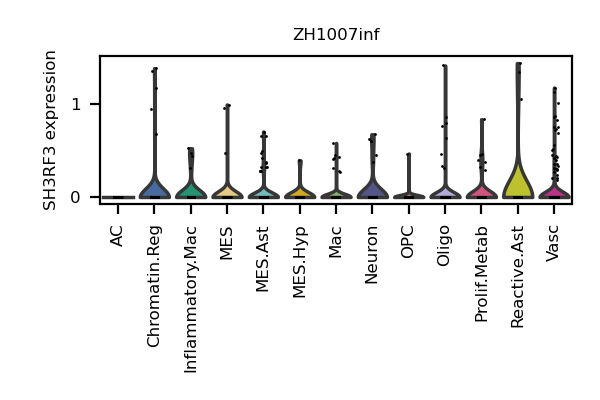 ZH1007inf
SH3RF3 expression
1
0
AC
Chromatin.Reg
Inflammatory.Mac
MES
MES.Ast
MES.Hyp
Mac
Neuron
OPC
Oligo
Prolif.Metab
Reactive.Ast
Vasc